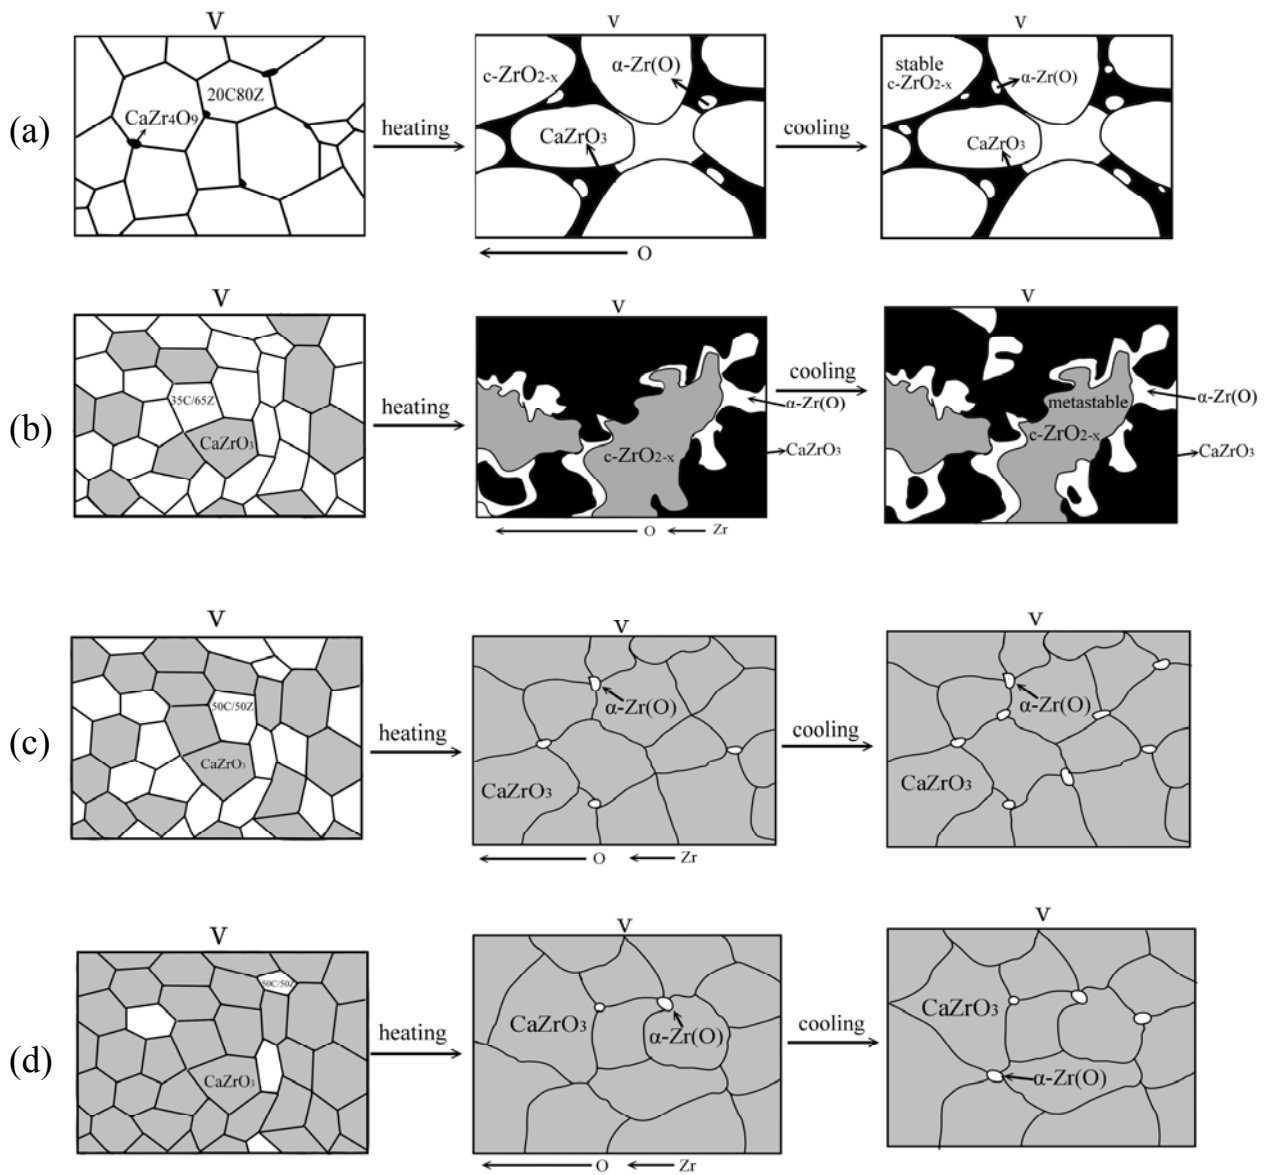 V
V
V
(a)
20C80Z
CaZr₄O₉
heating
c-ZrO₂₋ₓ
α-Zr(O)
CaZrO₃
O
cooling
stable
c-ZrO₂₋ₓ
α-Zr(O)
CaZrO₃
V
V
V
(b)
35C/65Z
CaZrO₃
heating
c-ZrO₂₋ₓ
α-Zr(O)
CaZrO₃
O
Zr
cooling
metastable
c-ZrO₂₋ₓ
α-Zr(O)
CaZrO₃
V
V
V
(c)
50C/50Z
CaZrO₃
heating
α-Zr(O)
CaZrO₃
O
Zr
cooling
α-Zr(O)
CaZrO₃
V
V
V
(d)
50C/50Z
CaZrO₃
heating
CaZrO₃
α-Zr(O)
O
Zr
cooling
CaZrO₃
α-Zr(O)